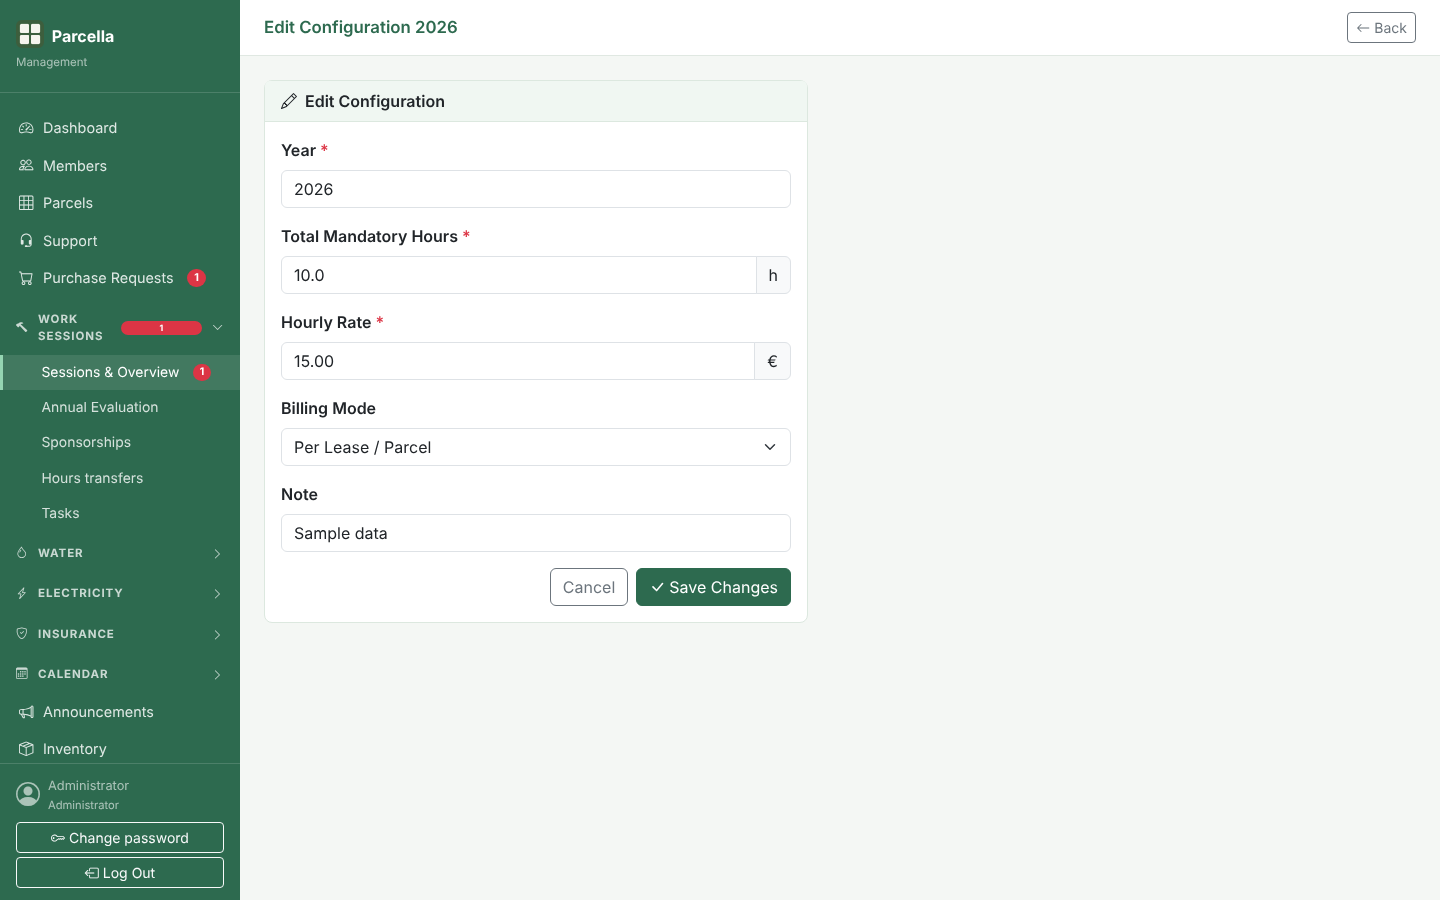 Parcella
Management
Dashboard
Members
Parcels
Support
Purchase Requests 1
WORK
SESSIONS
1
Sessions & Overview 1
Annual Evaluation
Sponsorships
Hours transfers
Tasks
WATER
ELECTRICITY
INSURANCE
CALENDAR
Announcements
Inventory
Administrator
Administrator
Change password
Log Out
Edit Configuration 2026
Back
Edit Configuration
Year *
2026
Total Mandatory Hours *
10.0 h
Hourly Rate *
15.00 €
Billing Mode
Per Lease / Parcel
Note
Sample data
Cancel
Save Changes